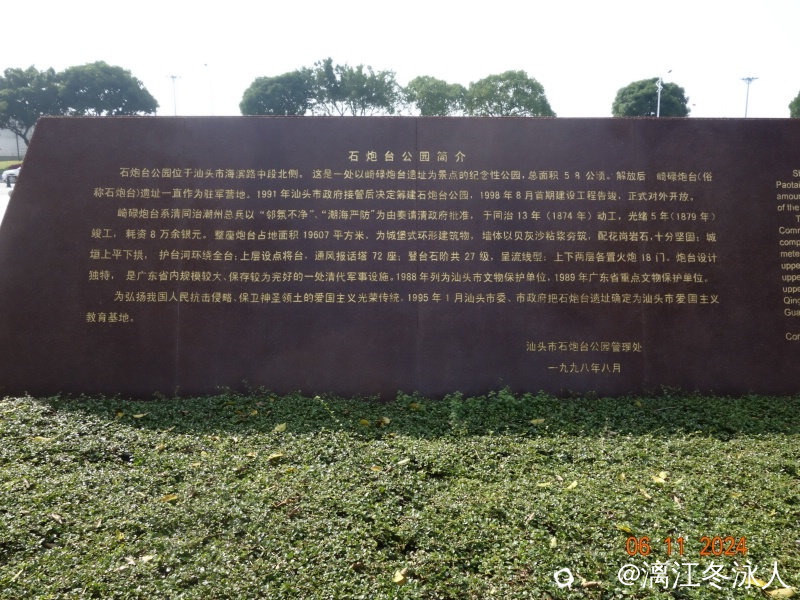 石炮台公园简介
石炮台公园位于汕头市海滨路中段北侧，这是一处以崎碌炮台遗址为景点的纪念性公园，总面积58公顷。解放后 崎碌炮台(俗
称石炮台)遗址一直作为驻军营地，1991年汕头市政府接管后决定筹建石炮台公园，1998年8月首期建设工程告竣，正式对外开放。
崎碌炮台系清同治潮州总兵以“邻氛不净”、“潮海严防”为由奏请清政府批准，于同治13年（1874年）动工，光绪5年(1879年)
竣工，耗资8万余银元。整座炮台占地面积19607平方米，为城堡式环形建筑物，墙体以贝灰沙粘浆夯筑，配花岗岩石,十分坚固；城
垣上平下拱，护台河环绕全台；上层设点将台，通风报话塔72座；登台石阶共27级，呈流线型；上下两层各置火炮18门。炮台设计
独特，是广东省内规模较大、保存较为完好的一处清代军事设施。1988年列为汕头市文物保护单位，1989年广东省重点文物保护单位。
为弘扬我国人民抗击侵略、保卫神圣领土的爱国主义光荣传统，1995年1月汕头市委、市政府把石炮台遗址确定为汕头市爱国主义
教育基地。
汕头市石炮台公园管理处
一九九八年八月
Paotai
amoun
of the
Comm
comp
mete
uppe
uppe
uppe
Qing
Gua
Co
06 11 2024
@漓江冬泳人